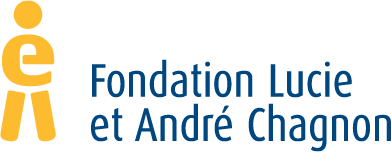 e
Fondation Lucie
et André Chagnon